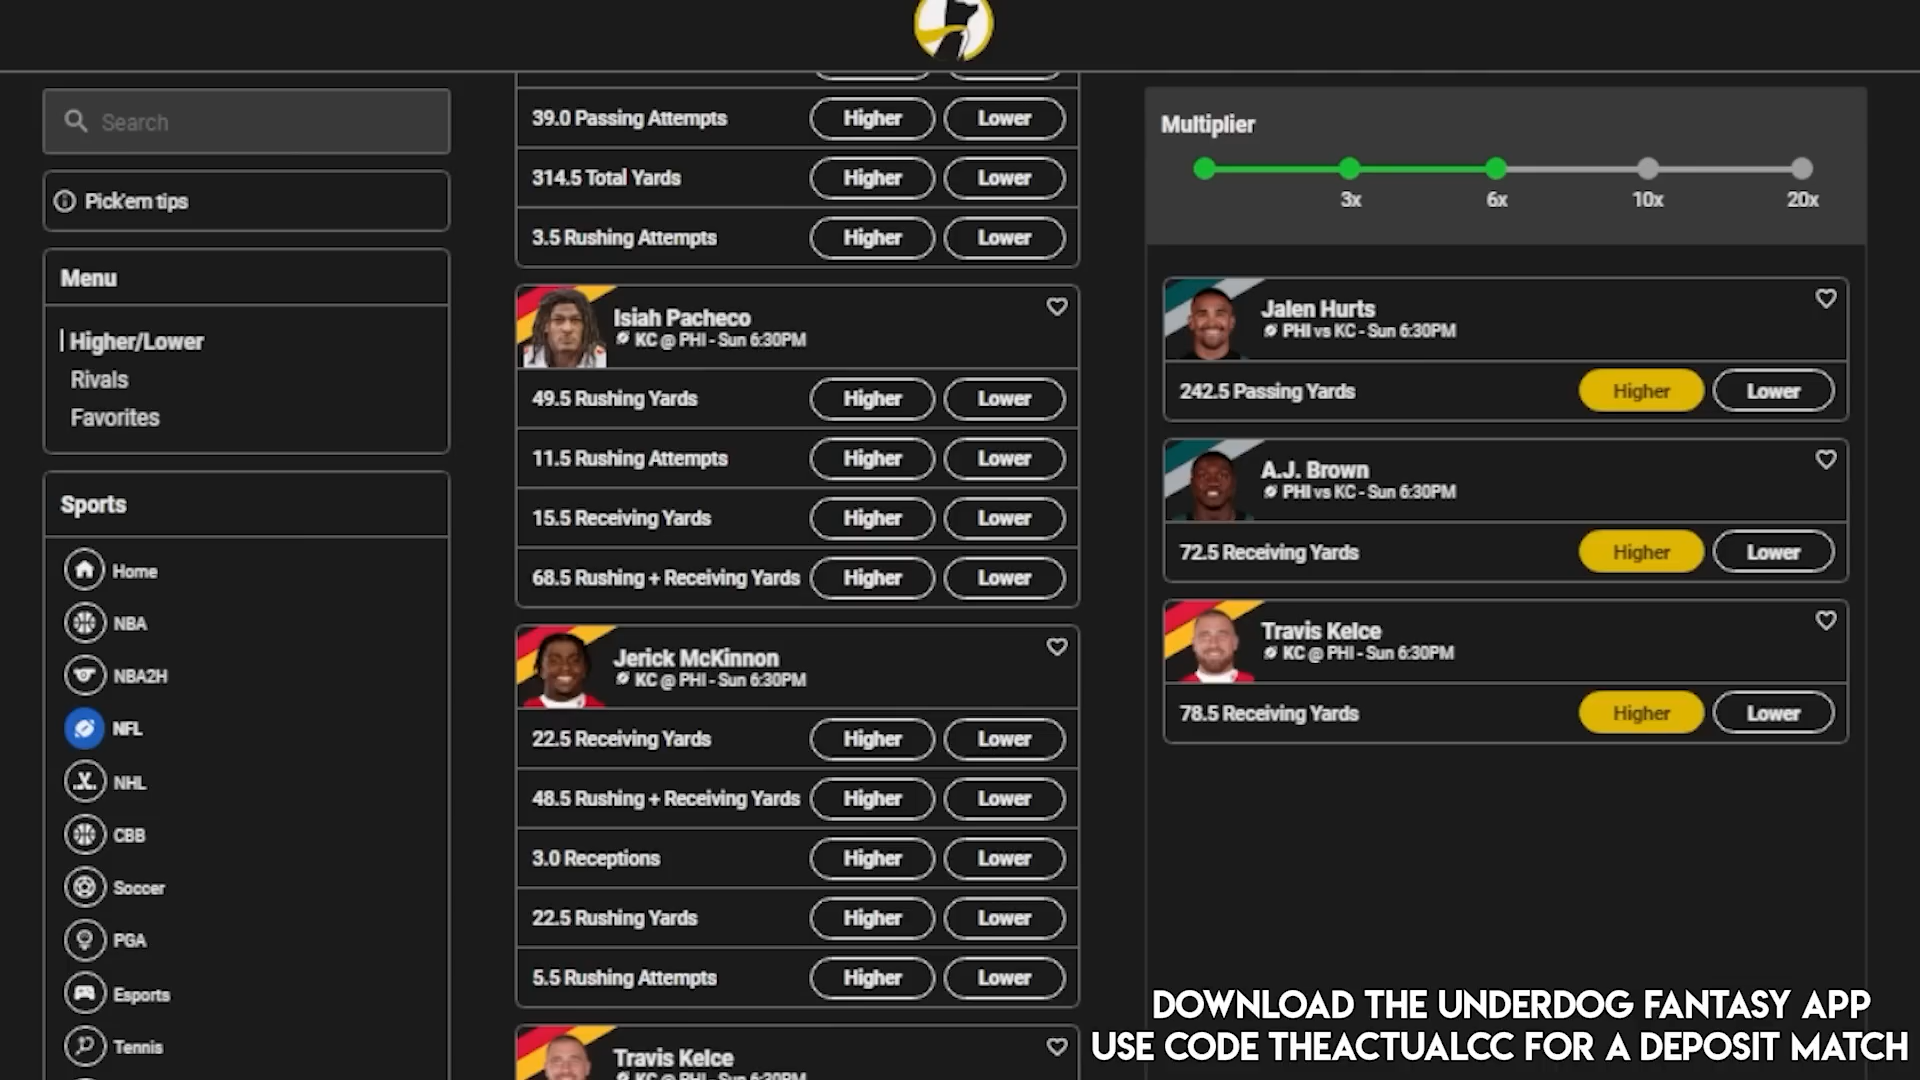 Search
Pick'em tips
Menu
Higher/Lower
Rivals
Favorites
Sports
Home
NBA
NBA2H
NFL
NHL
CBB
Soccer
PGA
Esports
Tennis
39.0 Passing Attempts Higher Lower
314.5 Total Yards Higher Lower
3.5 Rushing Attempts Higher Lower
Isiah Pacheco
KC @ PHI - Sun 6:30PM
49.5 Rushing Yards Higher Lower
11.5 Rushing Attempts Higher Lower
15.5 Receiving Yards Higher Lower
68.5 Rushing + Receiving Yards Higher Lower
Jerick McKinnon
KC @ PHI - Sun 6:30PM
22.5 Receiving Yards Higher Lower
48.5 Rushing + Receiving Yards Higher Lower
3.0 Receptions Higher Lower
22.5 Rushing Yards Higher Lower
5.5 Rushing Attempts Higher Lower
Travis Kelce
KC @ PHI - Sun 6:30PM
Multiplier
3x 6x 10x 20x
Jalen Hurts
PHI vs KC - Sun 6:30PM
242.5 Passing Yards Higher Lower
A.J. Brown
PHI vs KC - Sun 6:30PM
72.5 Receiving Yards Higher Lower
Travis Kelce
KC @ PHI - Sun 6:30PM
78.5 Receiving Yards Higher Lower
DOWNLOAD THE UNDERDOG FANTASY APP
USE CODE THEACTUALCC FOR A DEPOSIT MATCH